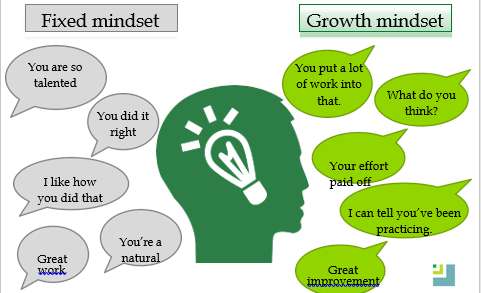 Fixed mindset
You are so
talented
You did it
right
I like how
you did that
You're a
natural
Great
work
Growth mindset
You put a lot
of work into
that.
What do you
think?
Your effort
paid off
I can tell you've been
practicing.
Great
improvement